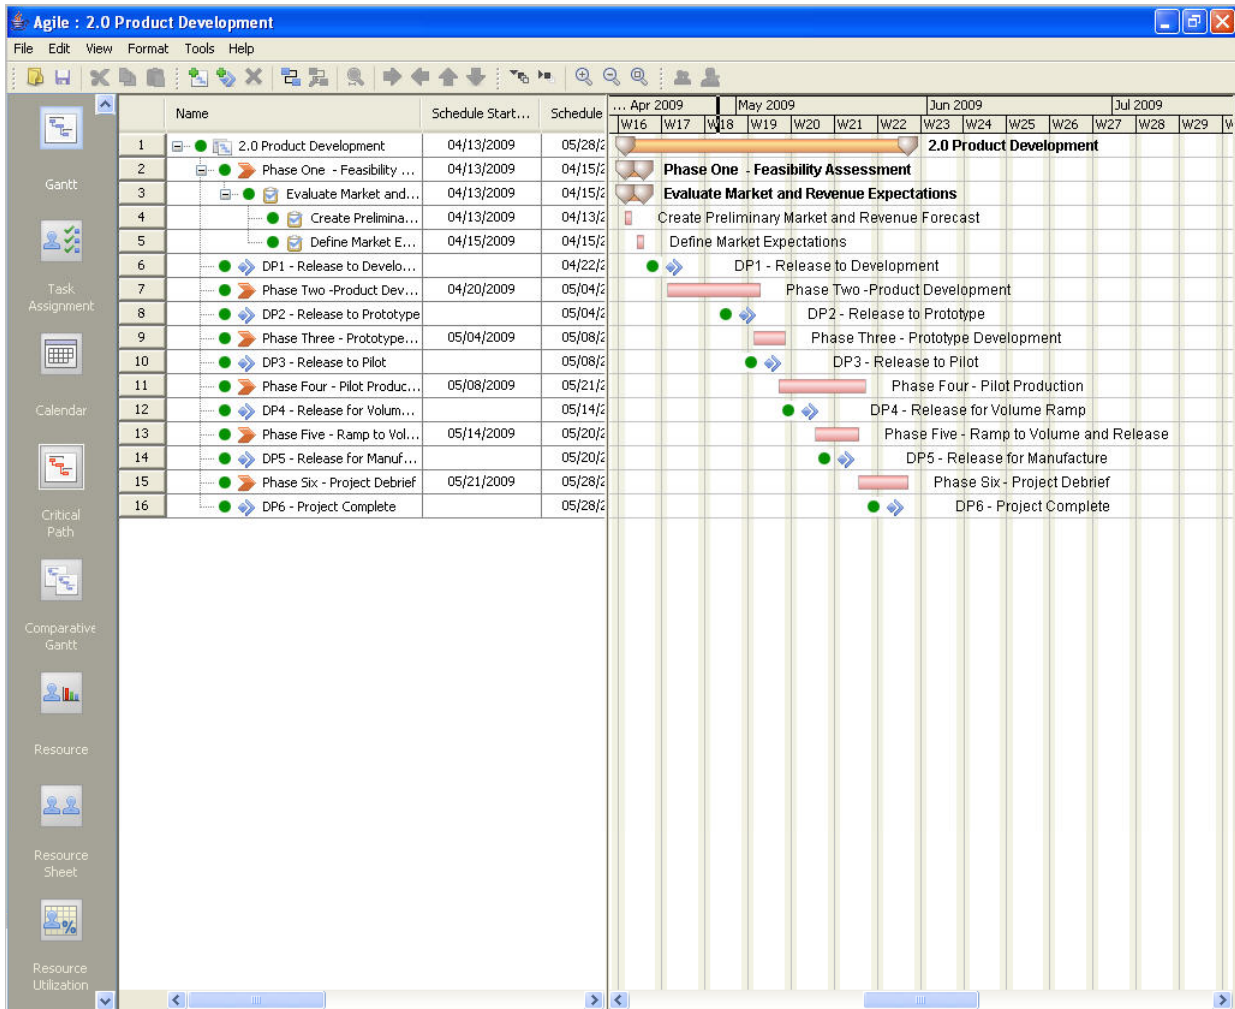 Agile : 2.0 Product Development
File Edit View Format Tools Help
Name Schedule Start... Schedule
... Apr 2009 May 2009 Jun 2009 Jul 2009
W16 W17 W18 W19 W20 W21 W22 W23 W24 W25 W26 W27 W28 W29 W
1 2.0 Product Development 04/13/2009 05/28/2 2.0 Product Development
2 Phase One - Feasibility ... 04/13/2009 04/15/2 Phase One - Feasibility Assessment
3 Evaluate Market and... 04/13/2009 04/15/2 Evaluate Market and Revenue Expectations
4 Create Prelimina... 04/13/2009 04/13/2 Create Preliminary Market and Revenue Forecast
5 Define Market E... 04/15/2009 04/15/2 Define Market Expectations
6 DP1 - Release to Develo... 04/22/2 DP1 - Release to Development
7 Phase Two -Product Dev... 04/20/2009 05/04/2 Phase Two -Product Development
8 DP2 - Release to Prototype 05/04/2 DP2 - Release to Prototype
9 Phase Three - Prototype... 05/04/2009 05/08/2 Phase Three - Prototype Development
10 DP3 - Release to Pilot 05/08/2 DP3 - Release to Pilot
11 Phase Four - Pilot Produc... 05/08/2009 05/21/2 Phase Four - Pilot Production
12 DP4 - Release for Volum... 05/14/2 DP4 - Release for Volume Ramp
13 Phase Five - Ramp to Vol... 05/14/2009 05/20/2 Phase Five - Ramp to Volume and Release
14 DP5 - Release for Manuf... 05/20/2 DP5 - Release for Manufacture
15 Phase Six - Project Debrief 05/21/2009 05/28/2 Phase Six - Project Debrief
16 DP6 - Project Complete 05/28/2 DP6 - Project Complete
Gantt
Task
Assignment
Calendar
Critical
Path
Comparative
Gantt
Resource
Resource
Sheet
Resource
Utilization